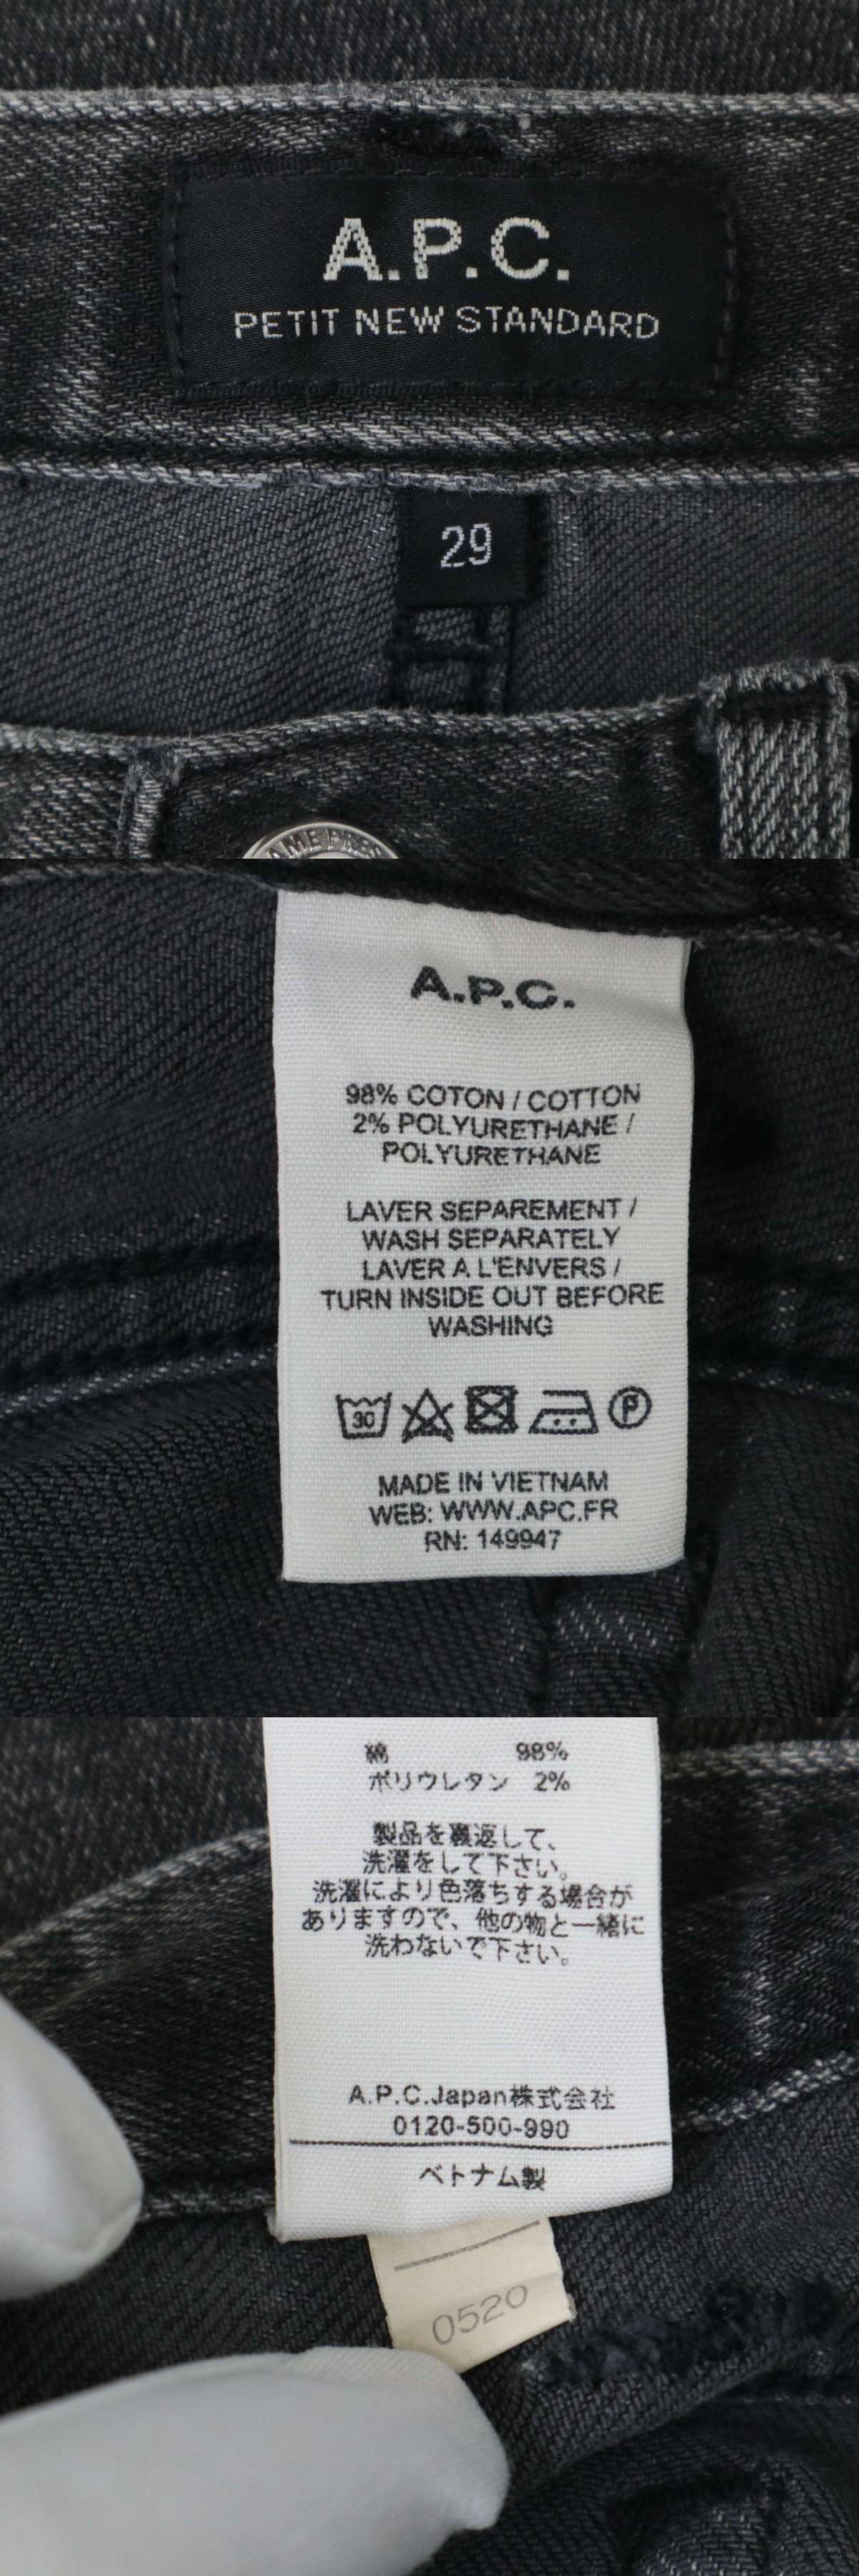 A.P.C.
PETIT NEW STANDARD
29
A.P.C.
98% COTON / COTTON
2% POLYURETHANE /
POLYURETHANE
LAVER SEPAREMENT /
WASH SEPARATELY
LAVER A L'ENVERS /
TURN INSIDE OUT BEFORE
WASHING
30
P
MADE IN VIETNAM
WEB: WWW.APC.FR
RN: 149947
綿 98%
ポリウレタン 2%
製品を裏返して、
洗濯をして下さい。
洗濯により色落ちする場合が
ありますので、他の物と一緒に
洗わないで下さい。
A.P.C.Japan株式会社
0120-500-990
ベトナム製
0520